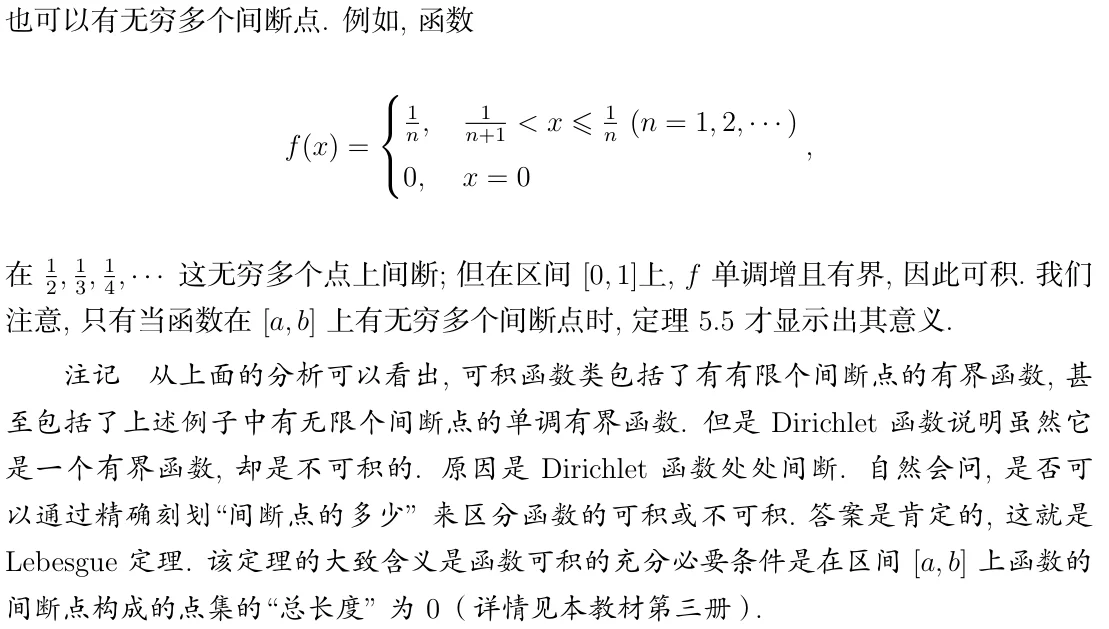 也可以有无穷多个间断点. 例如, 函数
f(x) = { 1/n, 1/(n+1) < x ⩽ 1/n (n = 1, 2, ⋯)
0, x = 0 ,
在 1/2, 1/3, 1/4, ⋯ 这无穷多个点上间断; 但在区间 [0, 1]上, f 单调增且有界, 因此可积. 我们
注意, 只有当函数在 [a, b] 上有无穷多个间断点时, 定理 5.5 才显示出其意义.
注记 从上面的分析可以看出, 可积函数类包括了有有限个间断点的有界函数, 甚
至包括了上述例子中有无限个间断点的单调有界函数. 但是 Dirichlet 函数说明虽然它
是一个有界函数, 却是不可积的. 原因是 Dirichlet 函数处处间断. 自然会问, 是否可
以通过精确刻划“间断点的多少” 来区分函数的可积或不可积. 答案是肯定的, 这就是
Lebesgue 定理. 该定理的大致含义是函数可积的充分必要条件是在区间 [a, b] 上函数的
间断点构成的点集的“总长度” 为 0 ( 详情见本教材第三册 ).